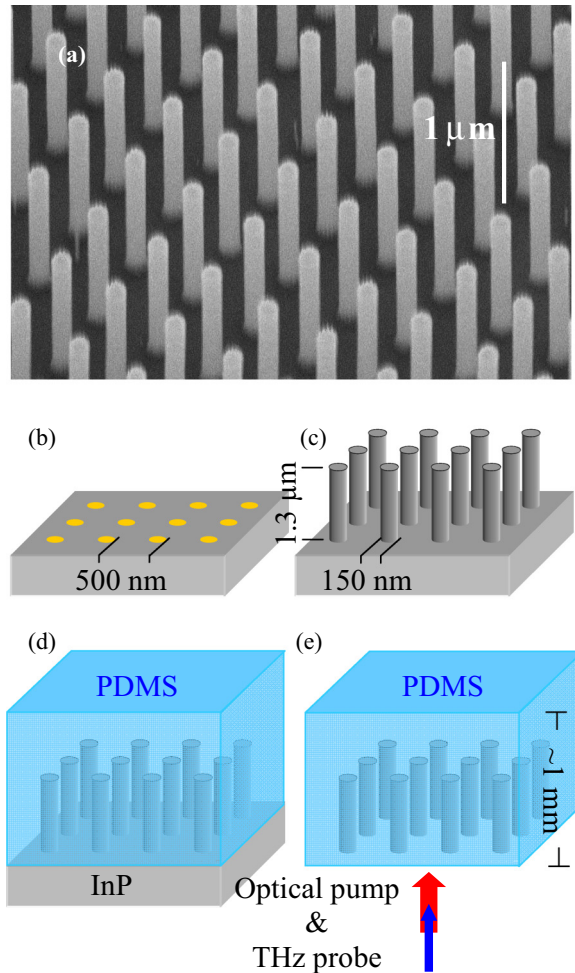 (a)
1 μm
(b)
(c)
500 nm
1.3 μm
150 nm
(d)
(e)
PDMS
PDMS
~1 mm
InP
Optical pump
&
THz probe